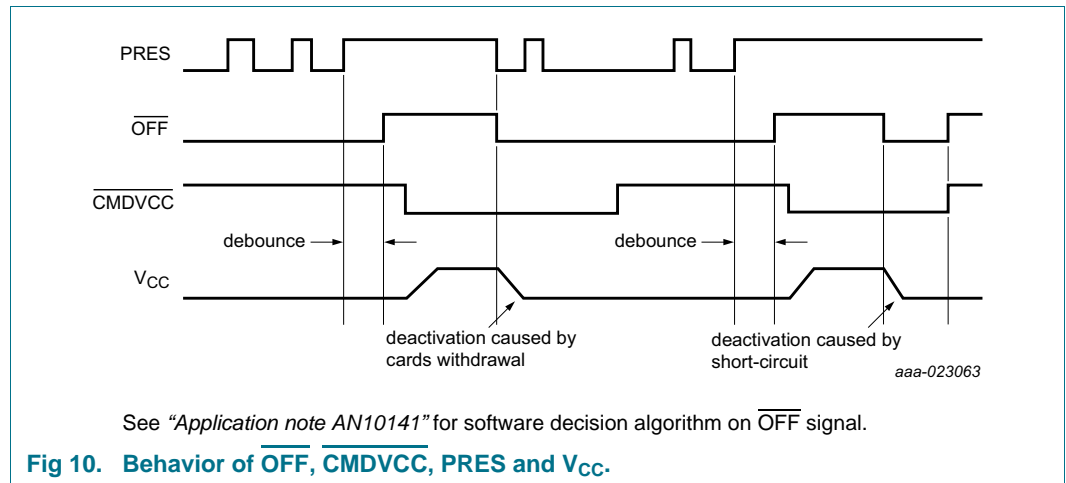 PRES
OFF
CMDVCC
debounce
debounce
VCC
deactivation caused by
cards withdrawal
deactivation caused by
short-circuit
aaa-023063
See "Application note AN10141" for software decision algorithm on OFF signal.
Fig 10. Behavior of OFF, CMDVCC, PRES and VCC.